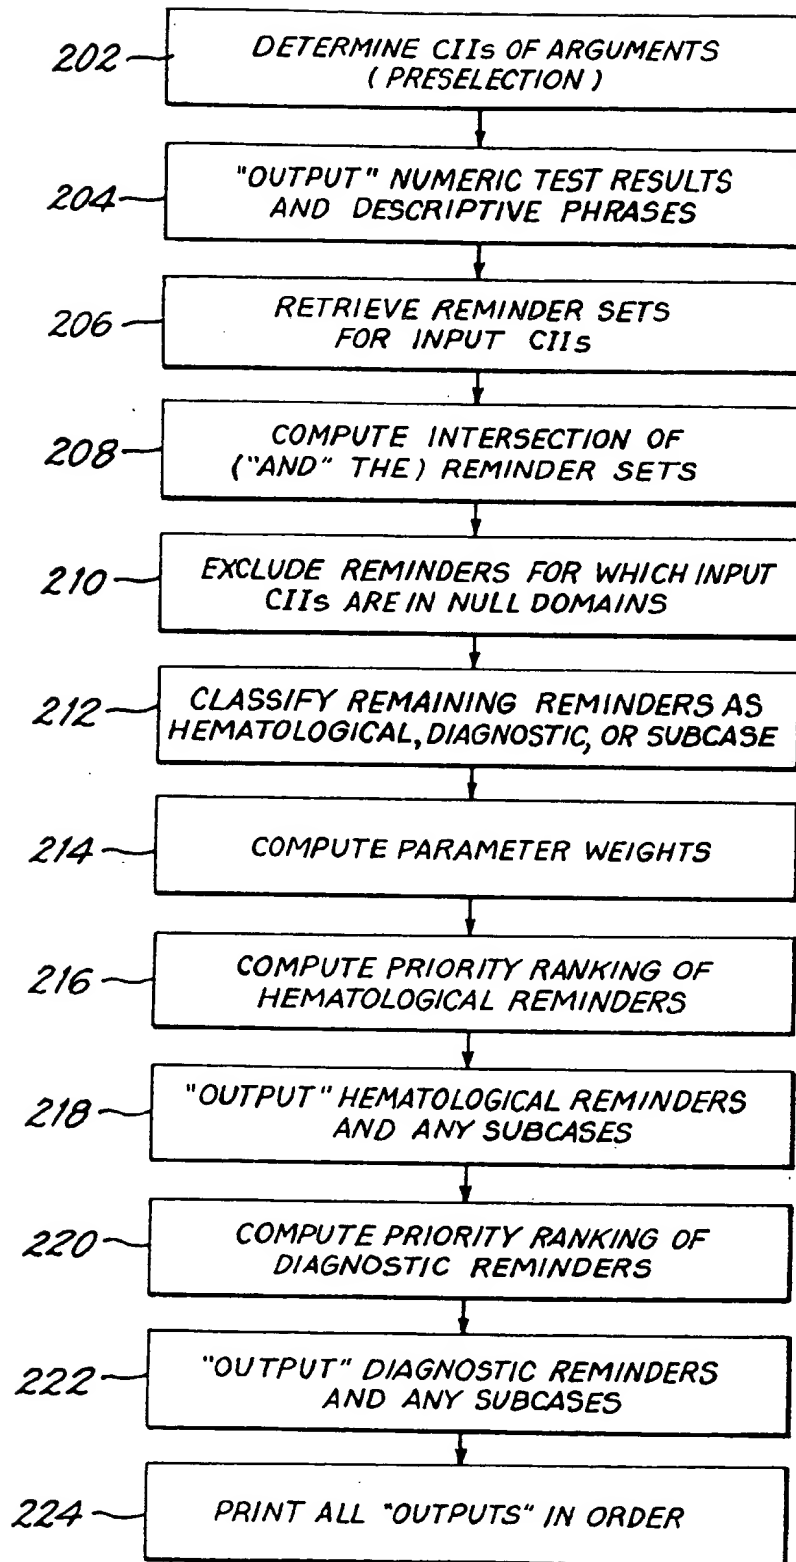 202
DETERMINE CIIs OF ARGUMENTS
(PRESELECTION)
204
"OUTPUT" NUMERIC TEST RESULTS
AND DESCRIPTIVE PHRASES
206
RETRIEVE REMINDER SETS
FOR INPUT CIIs
208
COMPUTE INTERSECTION OF
("AND" THE) REMINDER SETS
210
EXCLUDE REMINDERS FOR WHICH INPUT
CIIs ARE IN NULL DOMAINS
212
CLASSIFY REMAINING REMINDERS AS
HEMATOLOGICAL, DIAGNOSTIC, OR SUBCASE
214
COMPUTE PARAMETER WEIGHTS
216
COMPUTE PRIORITY RANKING OF
HEMATOLOGICAL REMINDERS
218
"OUTPUT" HEMATOLOGICAL REMINDERS
AND ANY SUBCASES
220
COMPUTE PRIORITY RANKING OF
DIAGNOSTIC REMINDERS
222
"OUTPUT" DIAGNOSTIC REMINDERS
AND ANY SUBCASES
224
PRINT ALL "OUTPUTS" IN ORDER